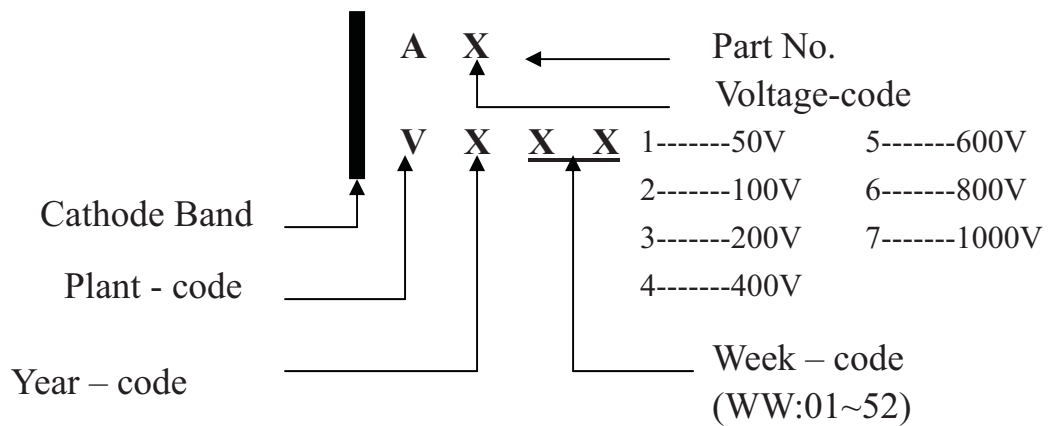 A X Part No.
Voltage-code
V X X X 1-------50V 5-------600V
2-------100V 6-------800V
Cathode Band 3-------200V 7-------1000V
Plant - code 4-------400V
Year – code Week – code
(WW:01~52)